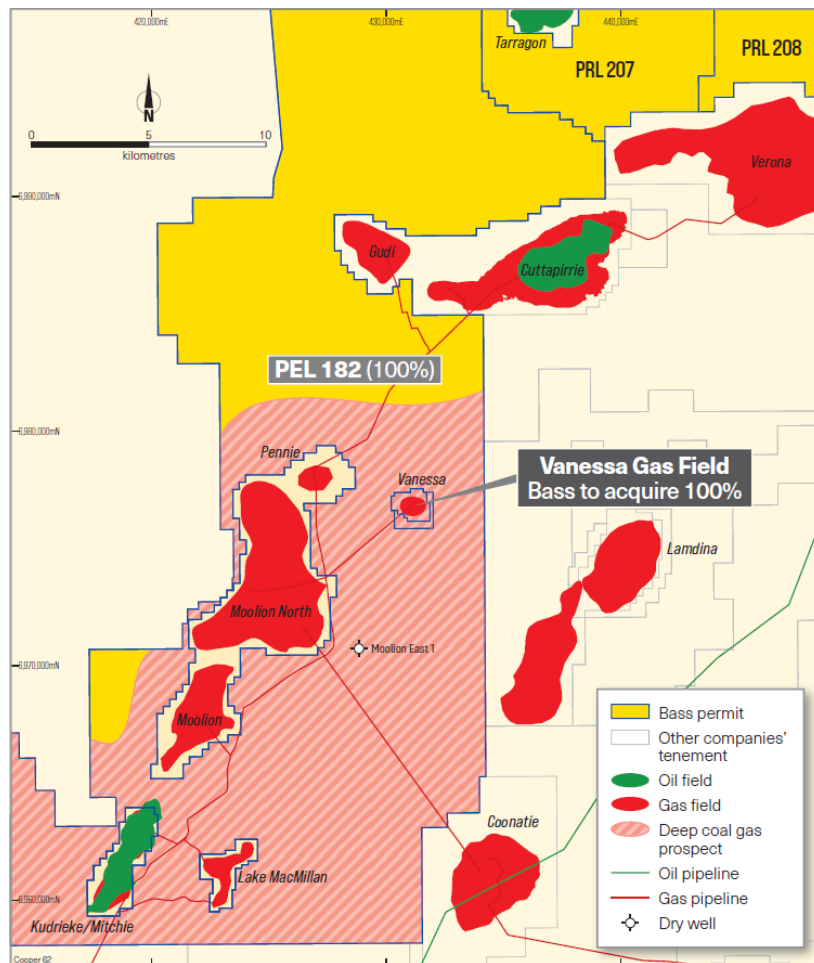 420,000mE
430,000mE
440,000mE
Tarragon
PRL 207
PRL 208
N
0 5 10
kilometres
Verona
6,990,000mN
Gudi
Cuttapirrie
PEL 182 (100%)
6,980,000mN
Pennie
Vanessa
Vanessa Gas Field
Bass to acquire 100%
Lamdina
Moolion North
Moolion East 1
6,970,000mN
Moolion
Bass permit
Other companies'
tenement
Oil field
Gas field
Deep coal gas
prospect
Oil pipeline
Gas pipeline
Dry well
Coonatie
Lake MacMillan
6,960,000mN
Kudrieke/Mitchie
Cooper 62